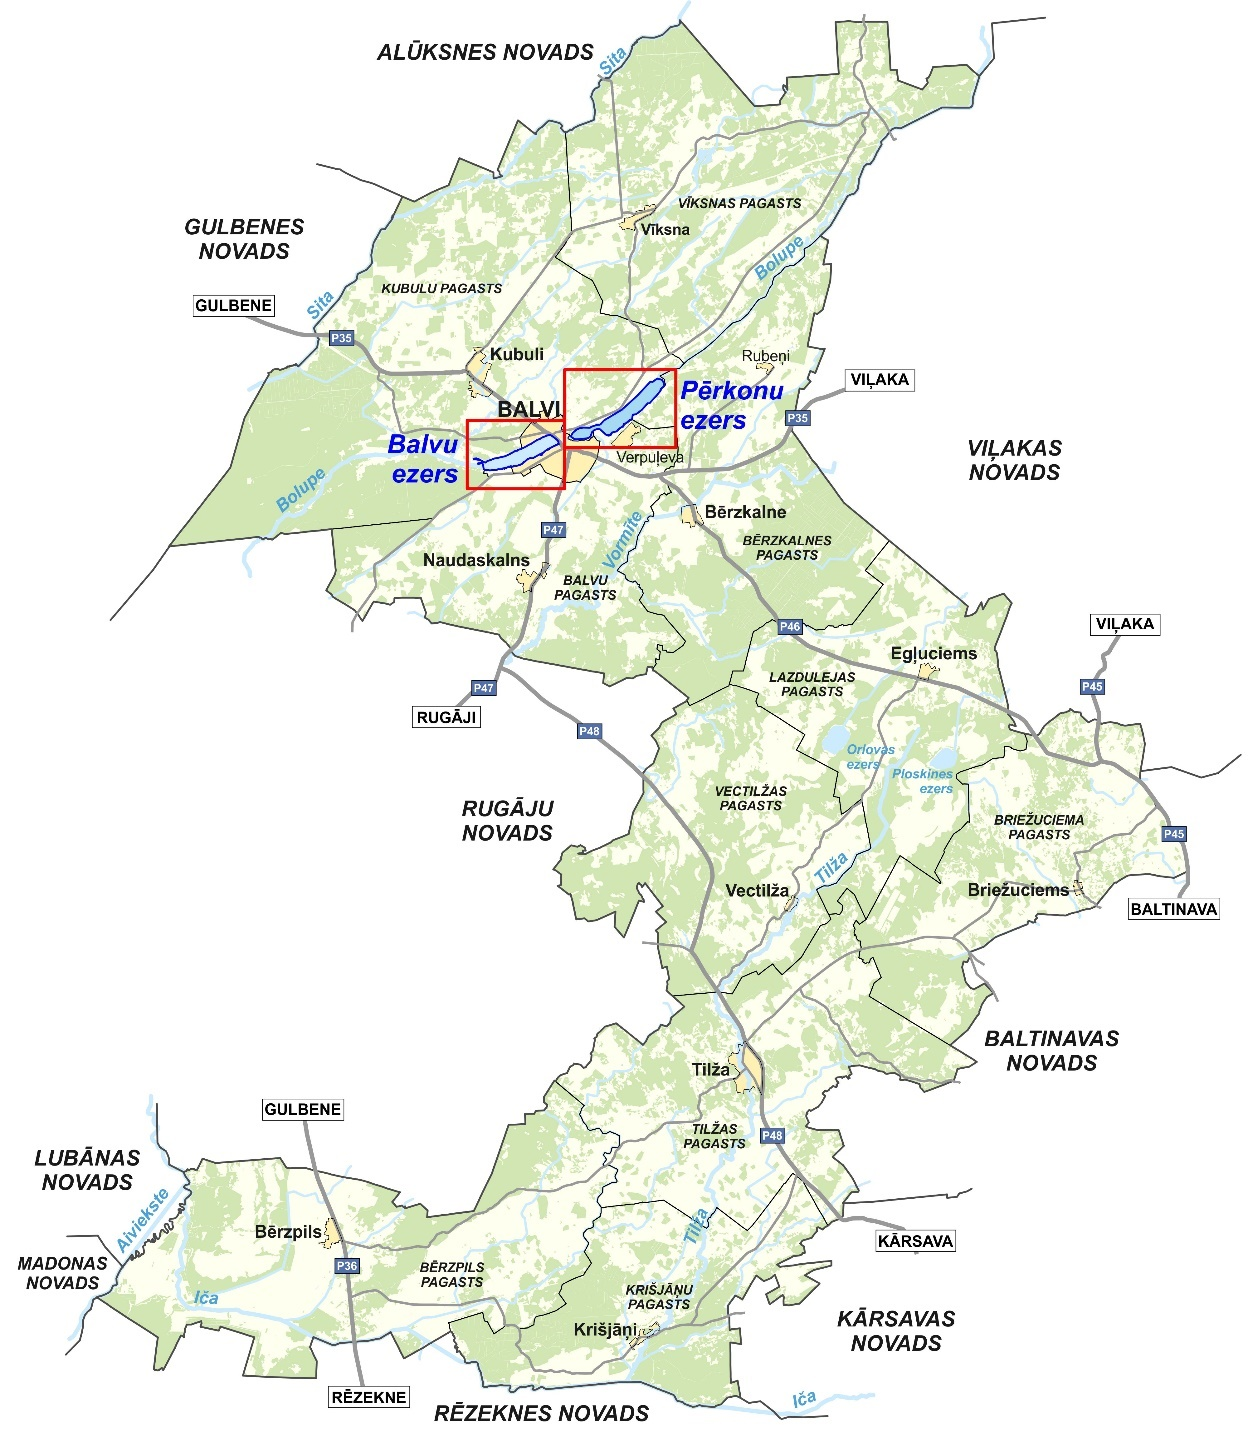 ALŪKSNES NOVADS
Sita
VĪKSNAS PAGASTS
Vīksna
GULBENES
NOVADS
Bolupe
KUBULU PAGASTS
Sita
GULBENE
P35
Kubuli
Rubeņi
VIĻAKA
Pērkonu
ezers
BALVI
P35
Balvu
ezers
Verpuļeva
VIĻAKAS
NOVADS
Bolupe
Bērzkalne
P47
Vormīte
BĒRZKALNES
PAGASTS
Naudaskalns
BALVU
PAGASTS
P46
VIĻAKA
Egļuciems
LAZDULEJAS
PAGASTS
P47
P45
RUGĀJI
P48
Orlovas
ezers
Ploskines
ezers
VECTILŽAS
PAGASTS
RUGĀJU
NOVADS
BRIEŽUCIEMA
PAGASTS
P45
Tilža
Vectilža
Briežuciems
BALTINAVA
BALTINAVAS
NOVADS
Tilža
GULBENE
TILŽAS
PAGASTS
P48
LUBĀNAS
NOVADS
Aiviekste
Bērzpils
Tilža
KĀRSAVA
MADONAS
NOVADS
P36
BĒRZPILS
PAGASTS
Iča
KRIŠJĀŅU
PAGASTS
Krišjāņi
KĀRSAVAS
NOVADS
RĒZEKNE
Iča
RĒZEKNES NOVADS